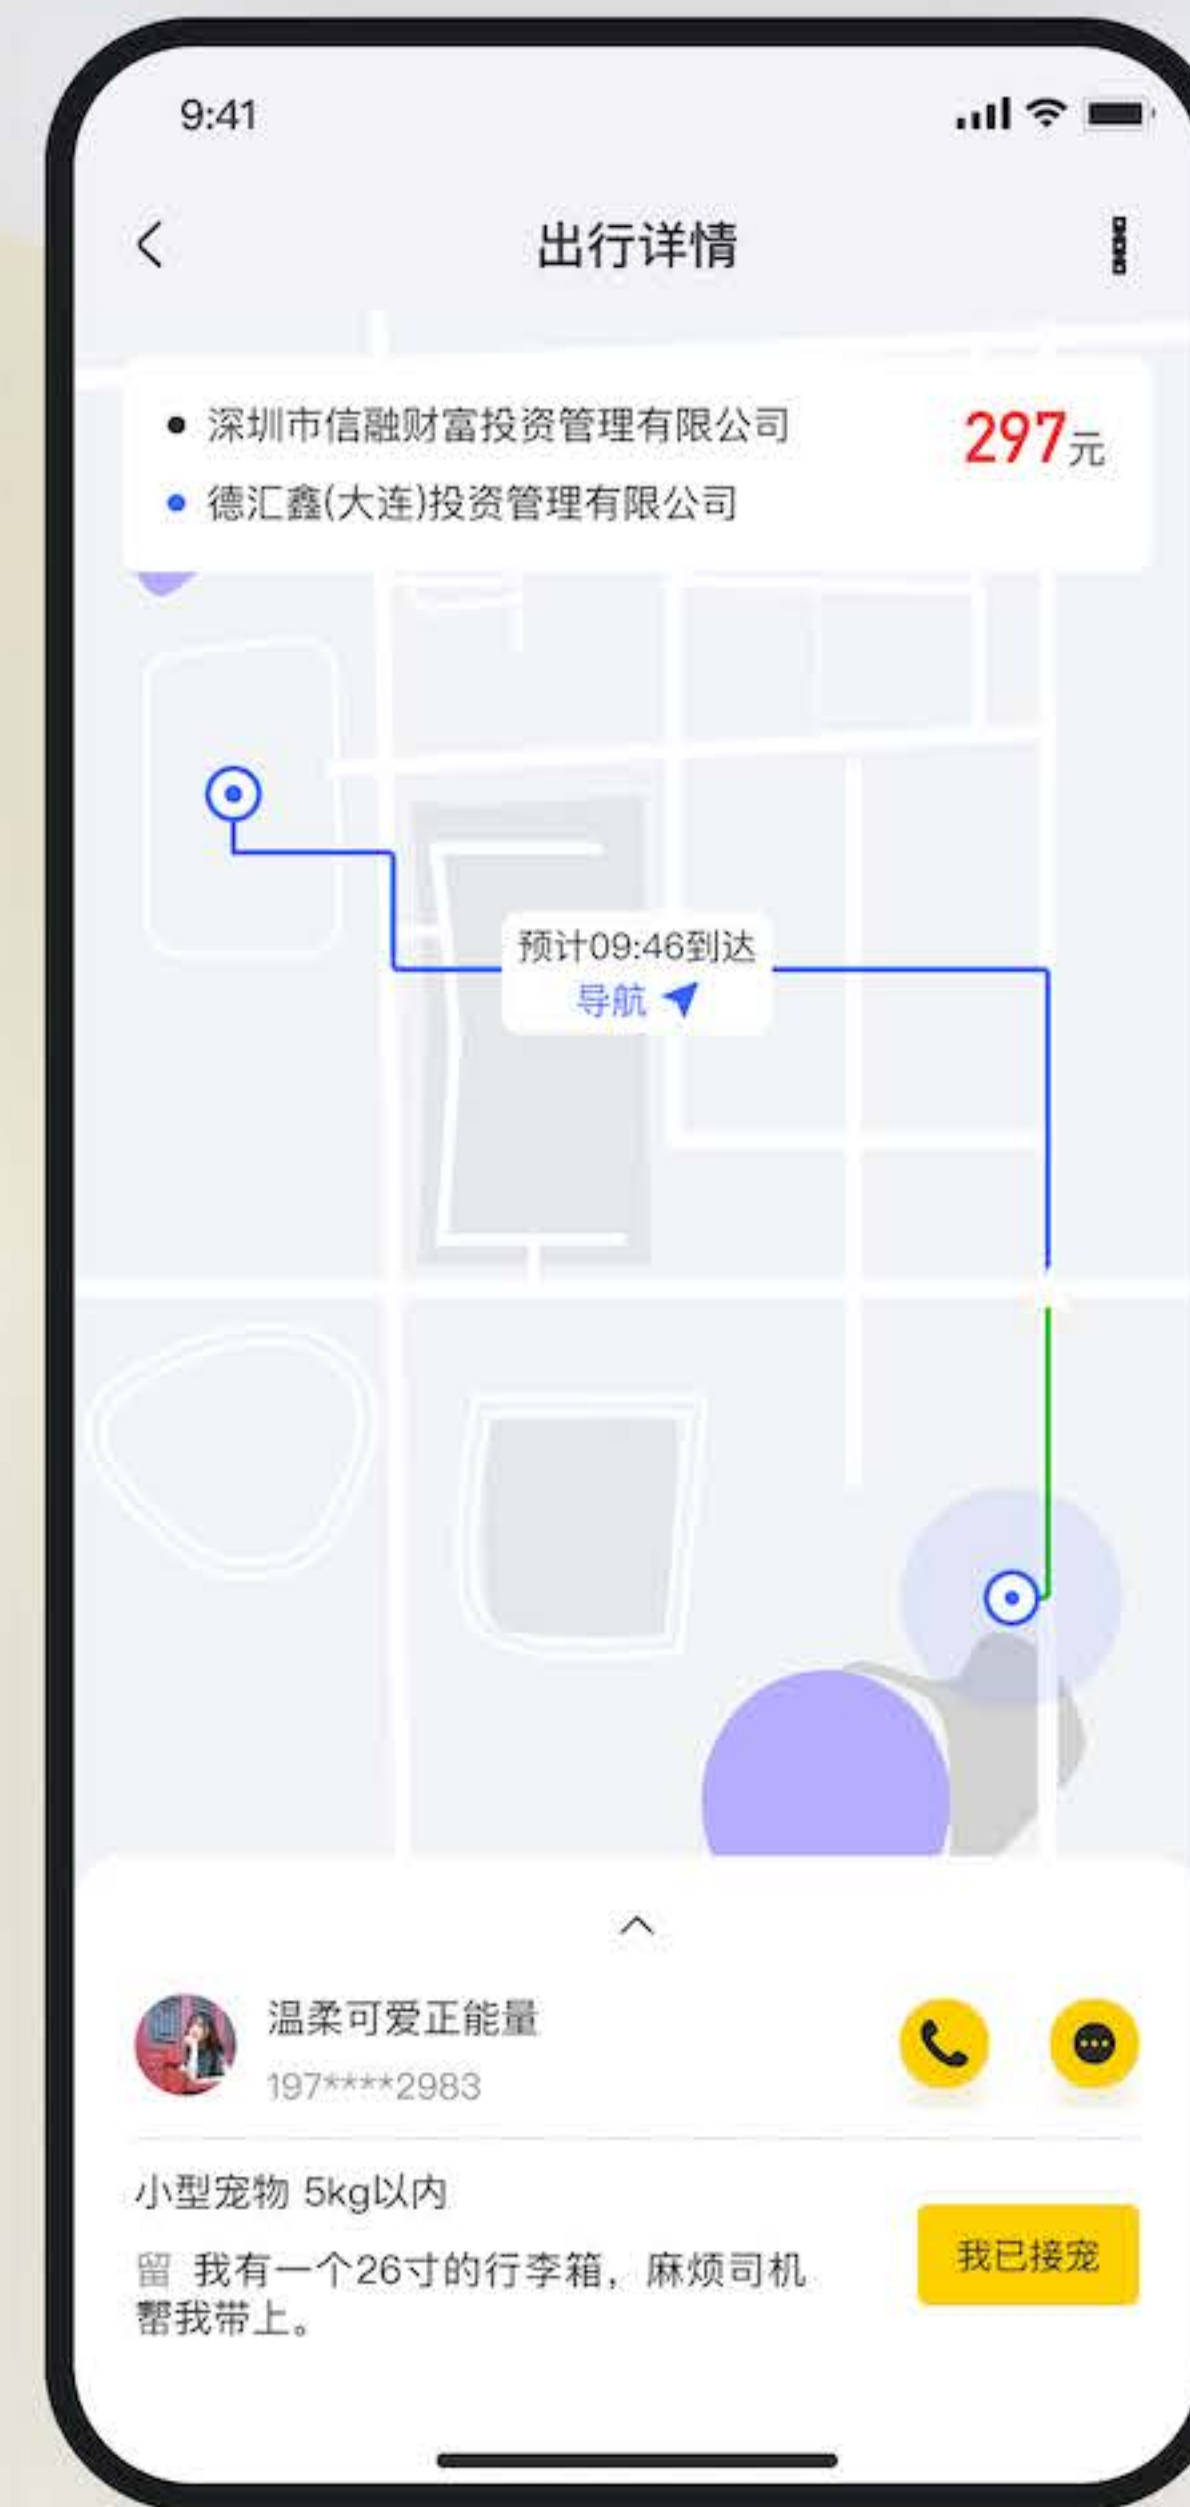 9:41
出行详情
深圳市信融财富投资管理有限公司
297元
德汇鑫(大连)投资管理有限公司
预计09:46到达
导航
温柔可爱正能量
197****2983
小型宠物 5kg以内
留 我有一个26寸的行李箱，麻烦司机
帮我带上。
我已接宠